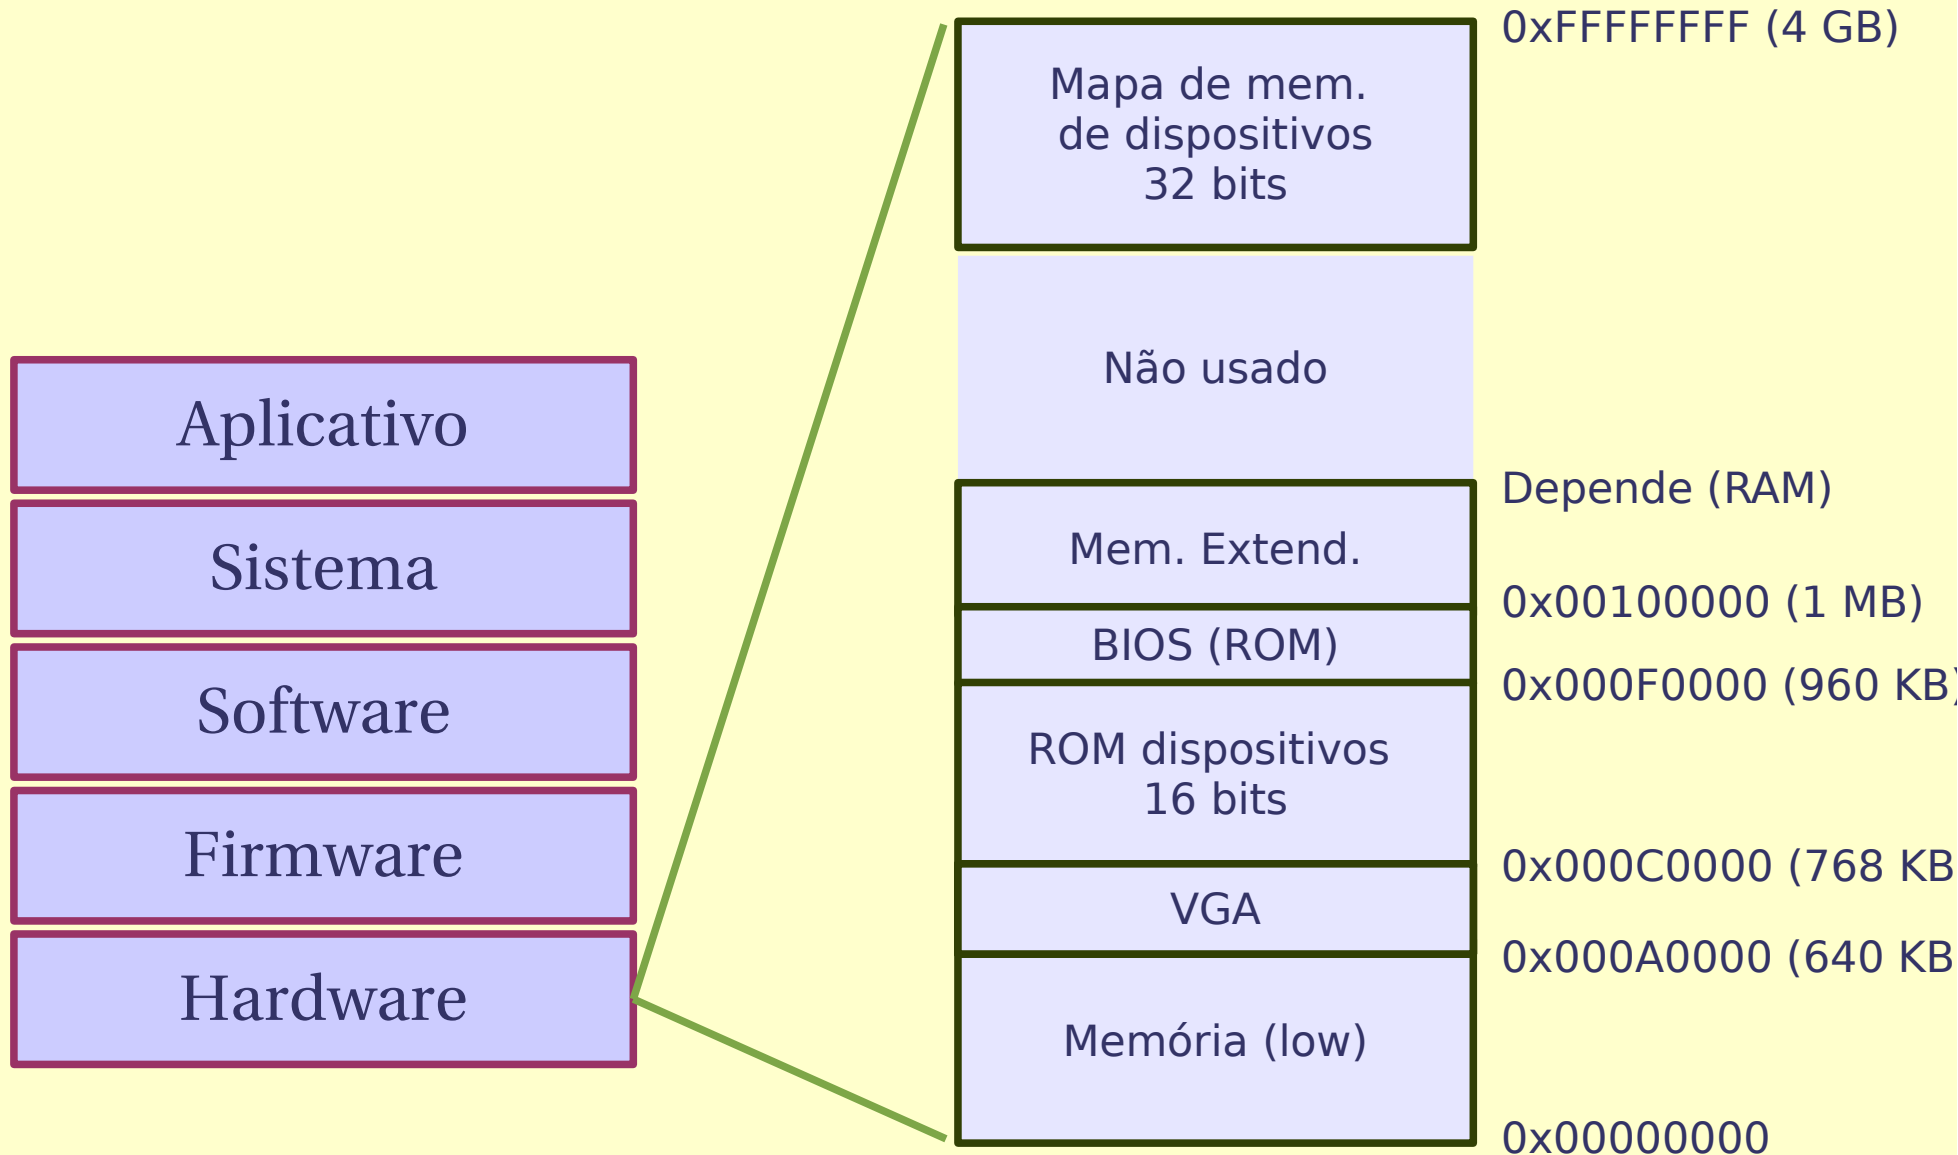 Aplicativo
Sistema
Software
Firmware
Hardware
Mapa de mem.
de dispositivos
32 bits
Não usado
Mem. Extend.
BIOS (ROM)
ROM dispositivos
16 bits
VGA
Memória (low)
0xFFFFFFFF (4 GB)
Depende (RAM)
0x00100000 (1 MB)
0x000F0000 (960 KB)
0x000C0000 (768 KB
0x000A0000 (640 KB
0x00000000